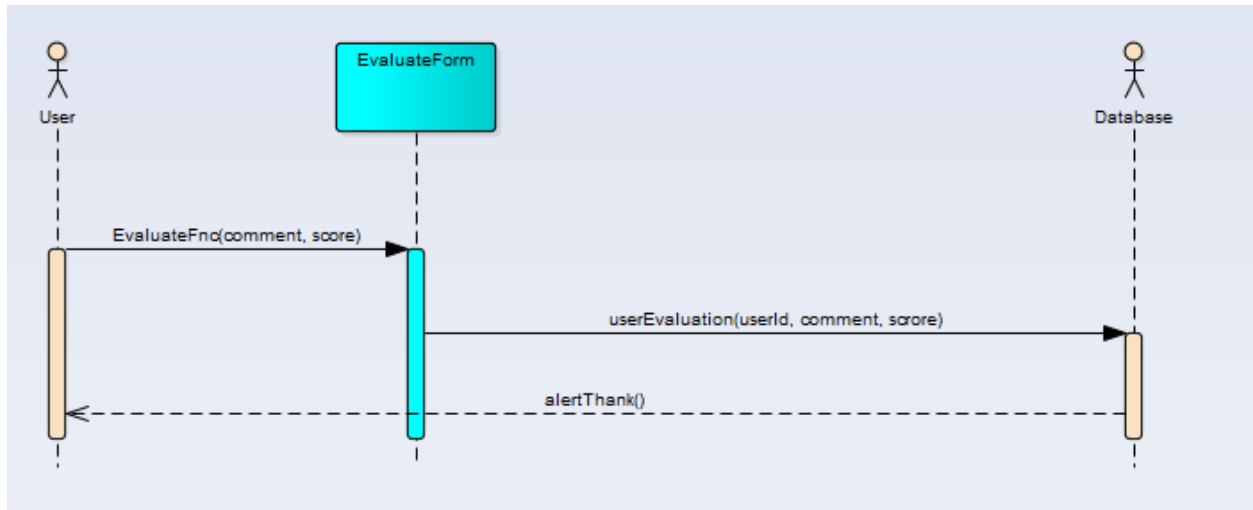 User
EvaluateForm
Database
EvaluateFnc(comment, score)
userEvaluation(userId, comment, scrore)
alertThank()